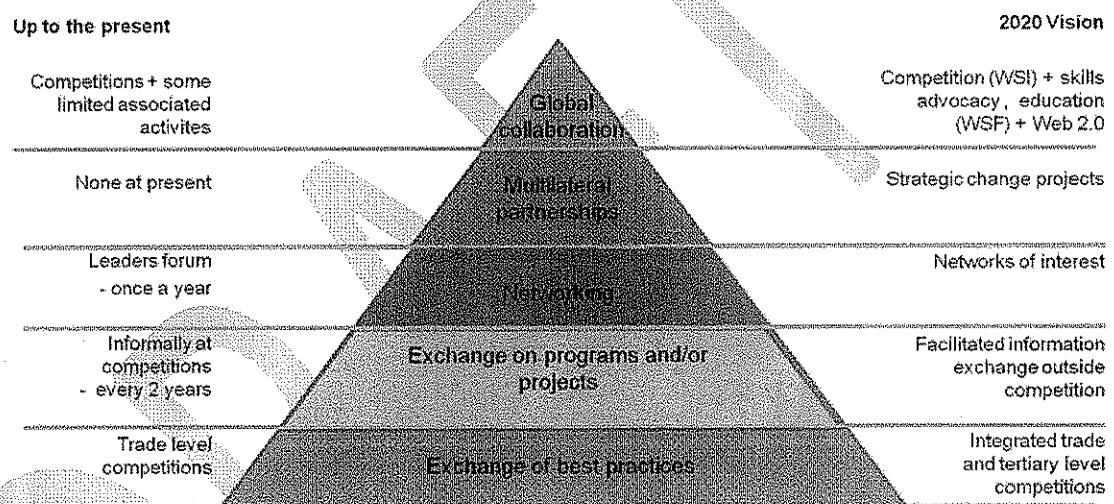 Up to the present
2020 Vision
Competitions + some
limited associated
activites
Global
collaboration
Competition (WSI) + skills
advocacy, education
(WSF) + Web 2.0
None at present
Multilateral
partnerships
Strategic change projects
Leaders forum
- once a year
Networking
Networks of interest
Informally at
competitions
- every 2 years
Exchange on programs and/or
projects
Facilitated information
exchange outside
competition
Trade level
competitions
Exchange of best practices
Integrated trade
and tertiary level
competitions